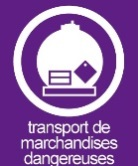 transport de
marchandises
dangereuses